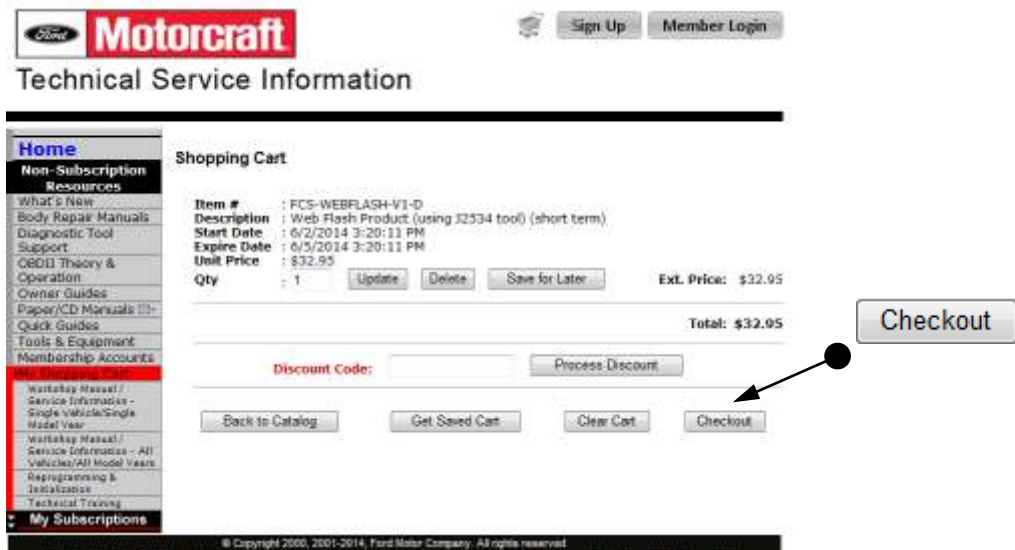 Ford Motorcraft
Sign Up
Member Login
Technical Service Information
Home
Non-Subscription
Resources
What's New
Body Repair Manuals
Diagnostic Tool
Support
OBDII Theory &
Operation
Owner Guides
Paper/CD Manuals
Quick Guides
Tools & Equipment
Membership Accounts
My Shopping Cart
Workshop Manual /
Service Information -
Single Vehicle/Single
Model Year
Workshop Manual /
Service Information - All
Vehicles/All Model Years
Reprogramming &
Initialization
Technical Training
My Subscriptions
Shopping Cart
Item # : FCS-WEBFLASH-V1-D
Description : Web Flash Product (using J2534 tool) (short term)
Start Date : 6/2/2014 3:20:11 PM
Expire Date : 6/5/2014 3:20:11 PM
Unit Price : $32.95
Qty : 1 Update Delete Save for Later Ext. Price: $32.95
Total: $32.95
Discount Code: Process Discount
Back to Catalog Get Saved Cart Clear Cart Checkout
Checkout
© Copyright 2000, 2001-2014, Ford Motor Company. All rights reserved